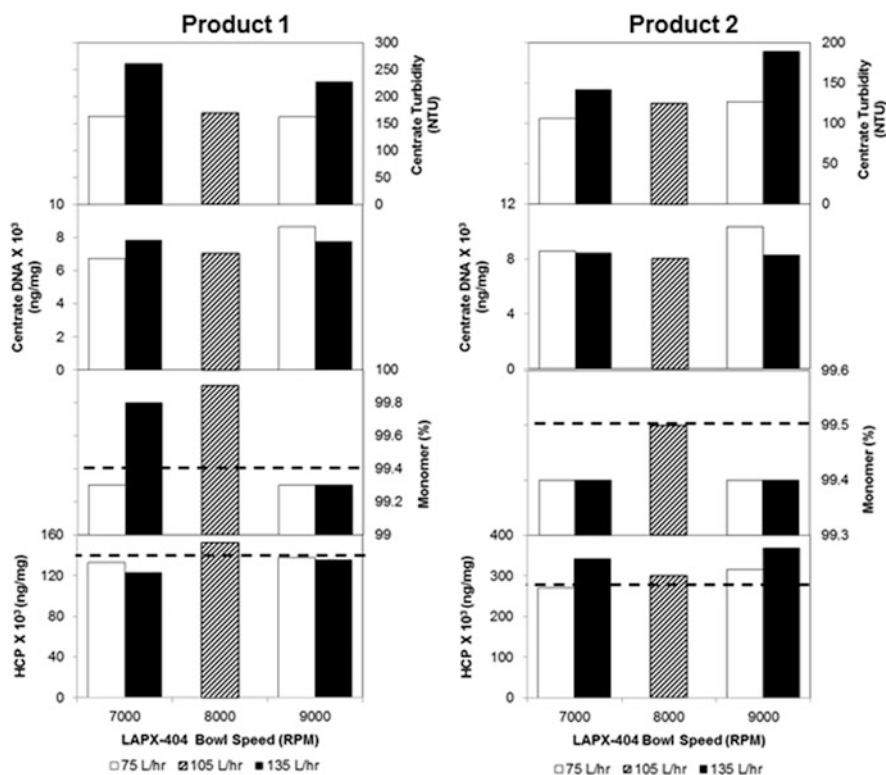 Product 1
300
250
200
150
100
50
0
Centrate Turbidity
(NTU)
10
8
6
4
2
0
Centrate DNA X 10³
(ng/mg)
100
99.8
99.6
99.4
99.2
99
Monomer (%)
160
120
80
40
0
HCP X 10³ (ng/mg)
7000 8000 9000
LAPX-404 Bowl Speed (RPM)
75 L/hr 105 L/hr 135 L/hr
Product 2
200
150
100
50
0
Centrate Turbidity
(NTU)
12
8
4
0
Centrate DNA X 10³
(ng/mg)
99.6
99.5
99.4
99.3
Monomer (%)
400
300
200
100
0
HCP X 10³ (ng/mg)
7000 8000 9000
LAPX-404 Bowl Speed (RPM)
75 L/hr 105 L/hr 135 L/hr